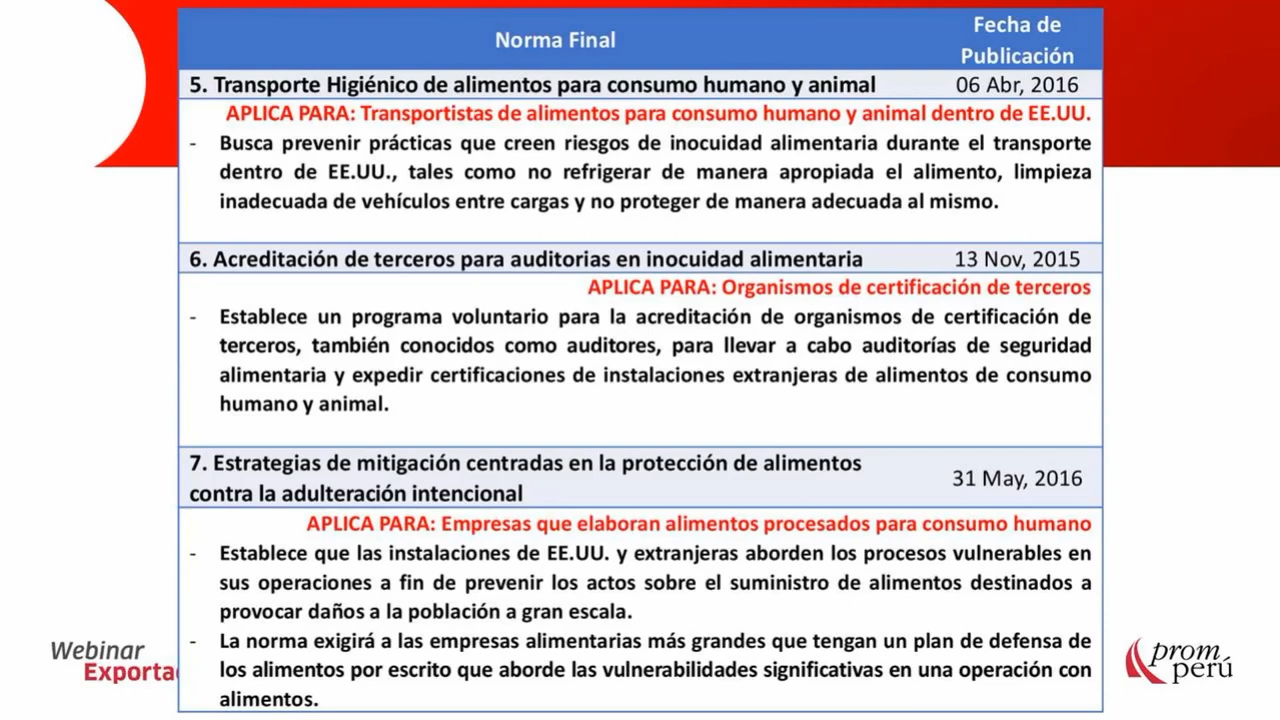 Norma Final
Fecha de
Publicación
5. Transporte Higiénico de alimentos para consumo humano y animal
06 Abr, 2016
APLICA PARA: Transportistas de alimentos para consumo humano y animal dentro de EE.UU.
- Busca prevenir prácticas que creen riesgos de inocuidad alimentaria durante el transporte
dentro de EE.UU., tales como no refrigerar de manera apropiada el alimento, limpieza
inadecuada de vehículos entre cargas y no proteger de manera adecuada al mismo.
6. Acreditación de terceros para auditorias en inocuidad alimentaria
13 Nov, 2015
APLICA PARA: Organismos de certificación de terceros
- Establece un programa voluntario para la acreditación de organismos de certificación de
terceros, también conocidos como auditores, para llevar a cabo auditorías de seguridad
alimentaria y expedir certificaciones de instalaciones extranjeras de alimentos de consumo
humano y animal.
7. Estrategias de mitigación centradas en la protección de alimentos
contra la adulteración intencional
31 May, 2016
APLICA PARA: Empresas que elaboran alimentos procesados para consumo humano
- Establece que las instalaciones de EE.UU. y extranjeras aborden los procesos vulnerables en
sus operaciones a fin de prevenir los actos sobre el suministro de alimentos destinados a
provocar daños a la población a gran escala.
- La norma exigirá a las empresas alimentarias más grandes que tengan un plan de defensa de
los alimentos por escrito que aborde las vulnerabilidades significativas en una operación con
alimentos.
Webinar
Exportac
prom
perú